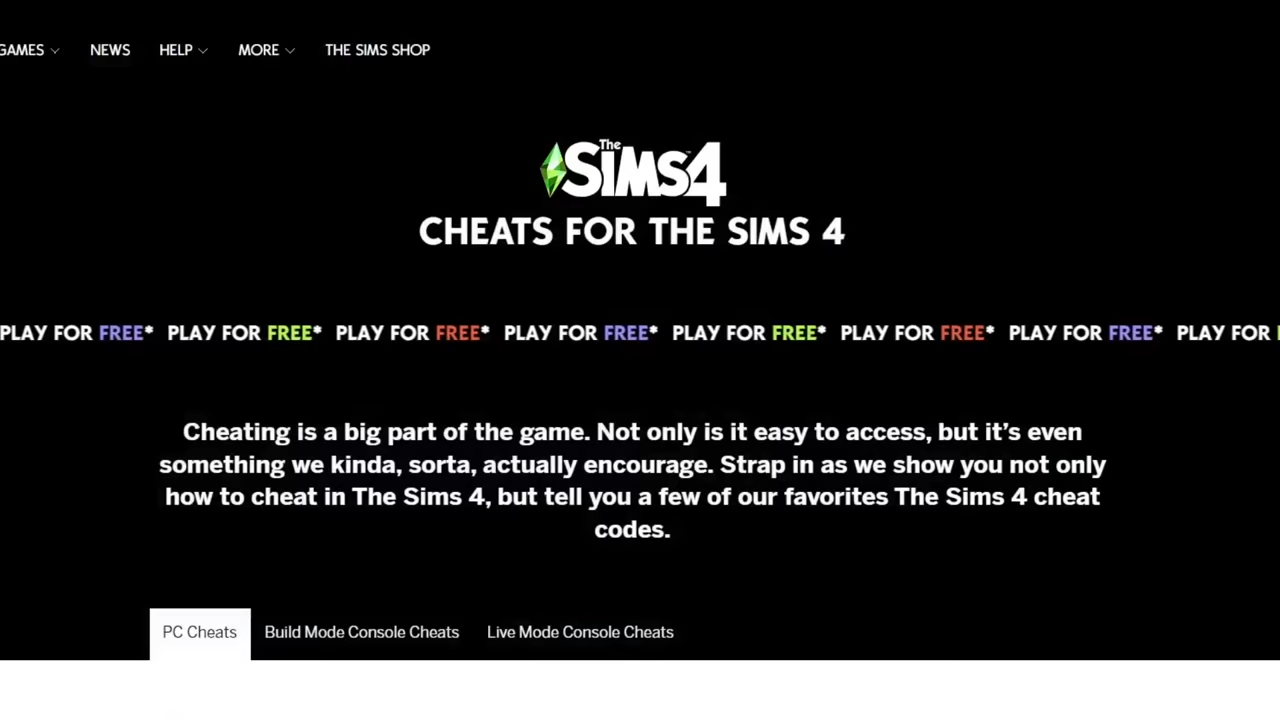 GAMES NEWS HELP MORE THE SIMS SHOP
The SIMS 4
CHEATS FOR THE SIMS 4
PLAY FOR FREE* PLAY FOR FREE* PLAY FOR FREE* PLAY FOR FREE* PLAY FOR FREE* PLAY FOR FREE* PLAY FOR FREE* PLAY FOR
Cheating is a big part of the game. Not only is it easy to access, but it’s even
something we kinda, sorta, actually encourage. Strap in as we show you not only
how to cheat in The Sims 4, but tell you a few of our favorites The Sims 4 cheat
codes.
PC Cheats Build Mode Console Cheats Live Mode Console Cheats